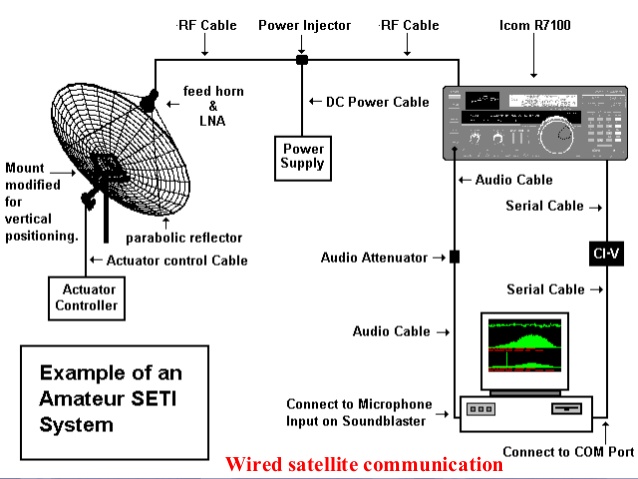 RF Cable
Power Injector
RF Cable
Icom R7100
feed horn
&
LNA
DC Power Cable
Power
Supply
Mount
modified
for
vertical
positioning.
parabolic reflector
Actuator control Cable
Actuator
Controller
Audio Cable
Serial Cable
Audio Attenuator
CI-V
Serial Cable
Audio Cable
Example of an
Amateur SETI
System
Connect to Microphone
Input on Soundblaster
Connect to COM Port
Wired satellite communication